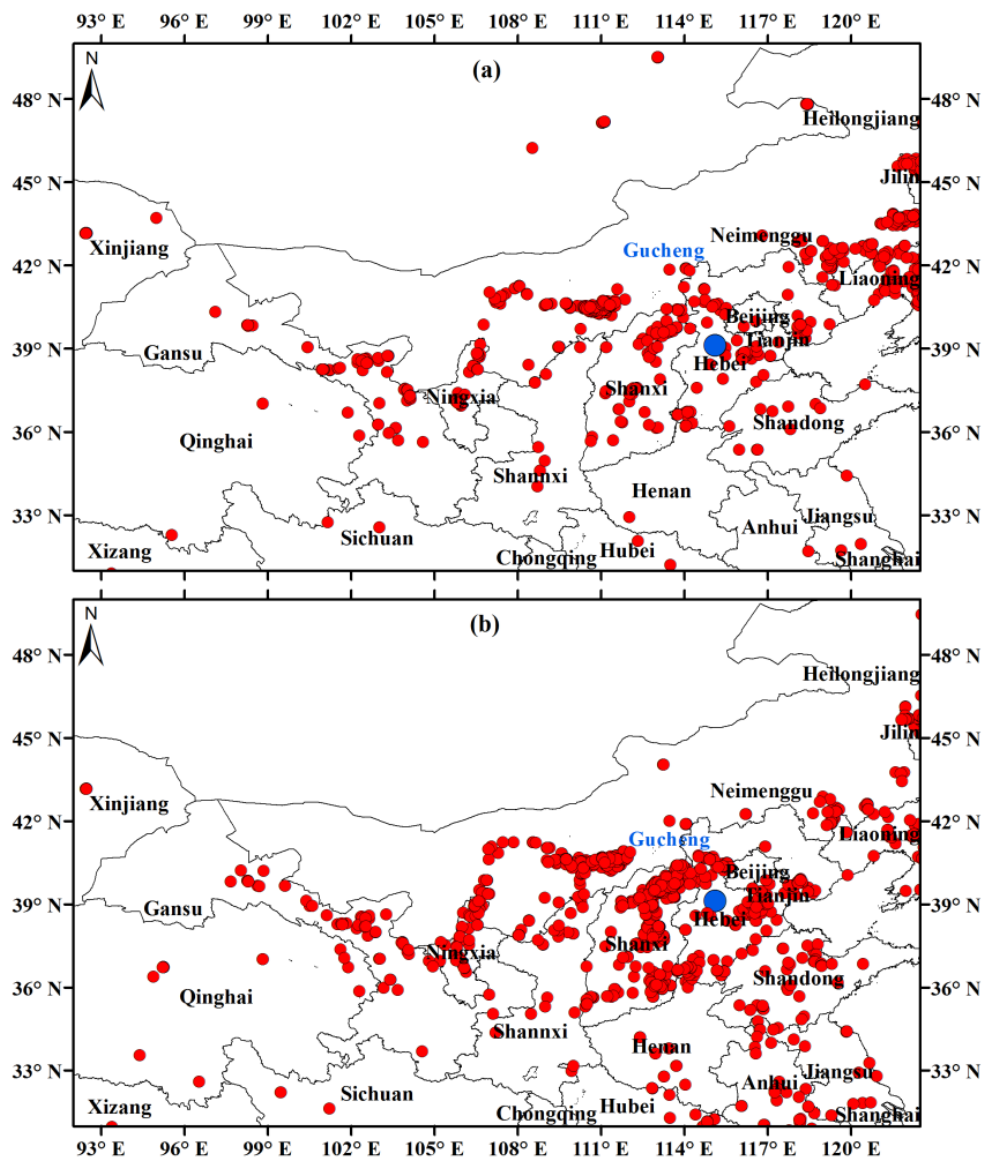 93° E 96° E 99° E 102° E 105° E 108° E 111° E 114° E 117° E 120° E
N
(a)
48° N 48° N
Heilongjiang
45° N 45° N
Jilin
Xinjiang
Neimenggu
Gucheng
42° N 42° N
Liaoning
Beijing
Tianjin
39° N 39° N
Gansu
Hebei
Shanxi
Ningxia
Shandong
Qinghai
36° N 36° N
Shannxi
Henan
33° N 33° N
Anhui
Jiangsu
Sichuan
Xizang
Chongqing
Hubei
Shanghai
N
(b)
48° N 48° N
Heilongjiang
45° N 45° N
Jilin
Xinjiang
Neimenggu
Gucheng
42° N 42° N
Liaoning
Beijing
Tianjin
39° N 39° N
Gansu
Hebei
Shanxi
Ningxia
Shandong
Qinghai
36° N 36° N
Shannxi
Henan
33° N 33° N
Anhui
Jiangsu
Sichuan
Xizang
Chongqing
Hubei
Shanghai
93° E 96° E 99° E 102° E 105° E 108° E 111° E 114° E 117° E 120° E